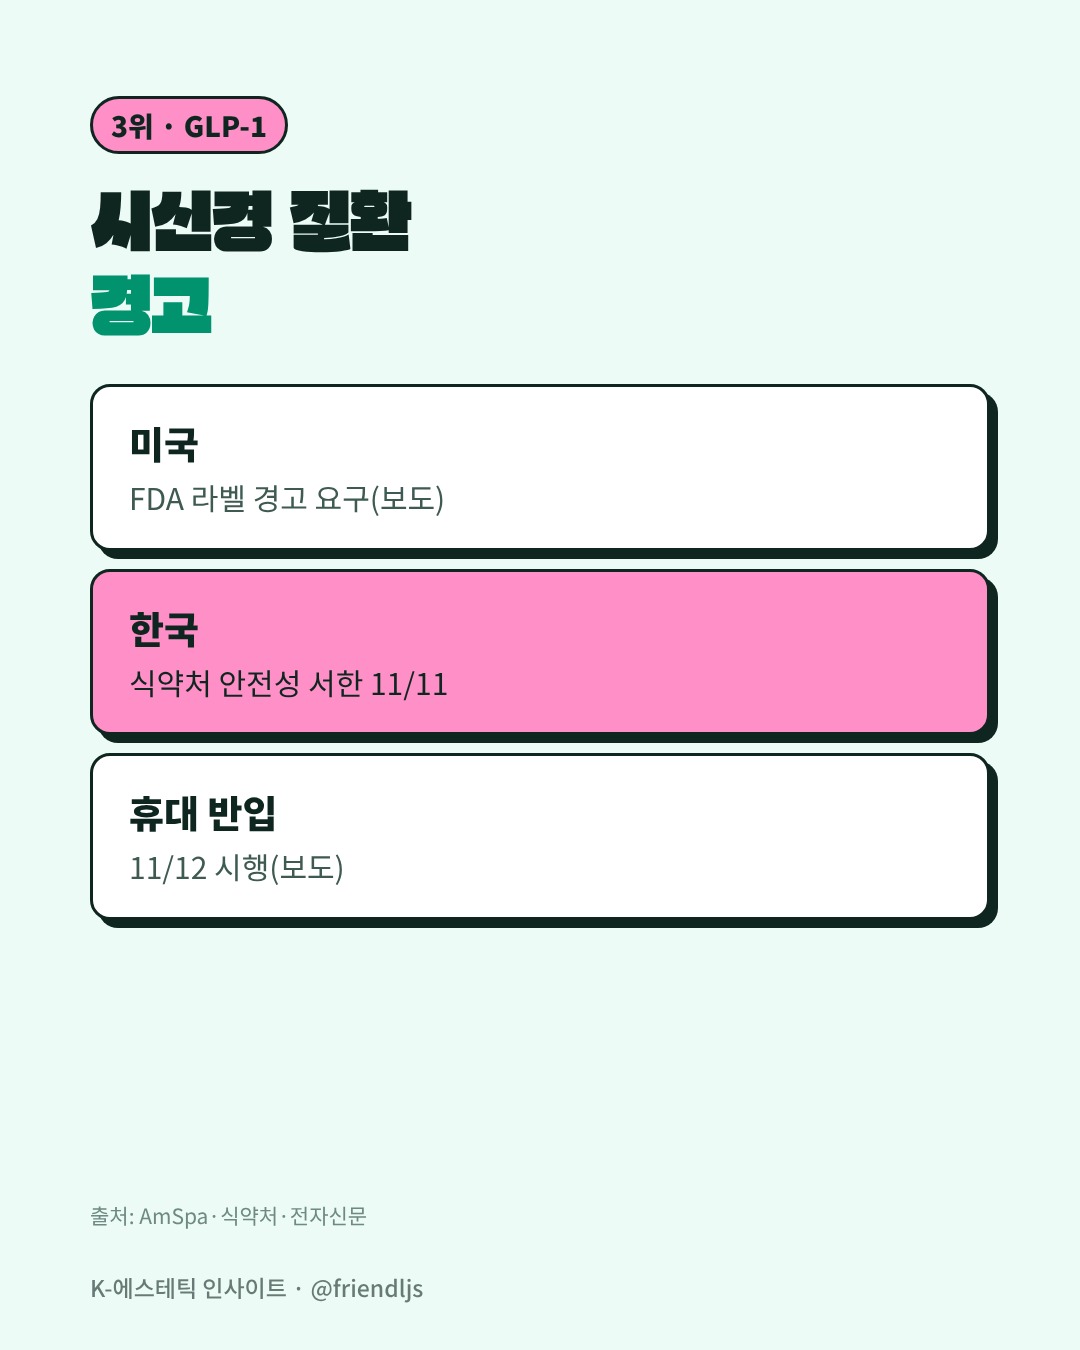 3위 · GLP-1
시신경 질환
경고
미국
FDA 라벨 경고 요구(보도)
한국
식약처 안전성 서한 11/11
휴대 반입
11/12 시행(보도)
출처: AmSpa·식약처·전자신문
K-에스테틱 인사이트 · @friendljs